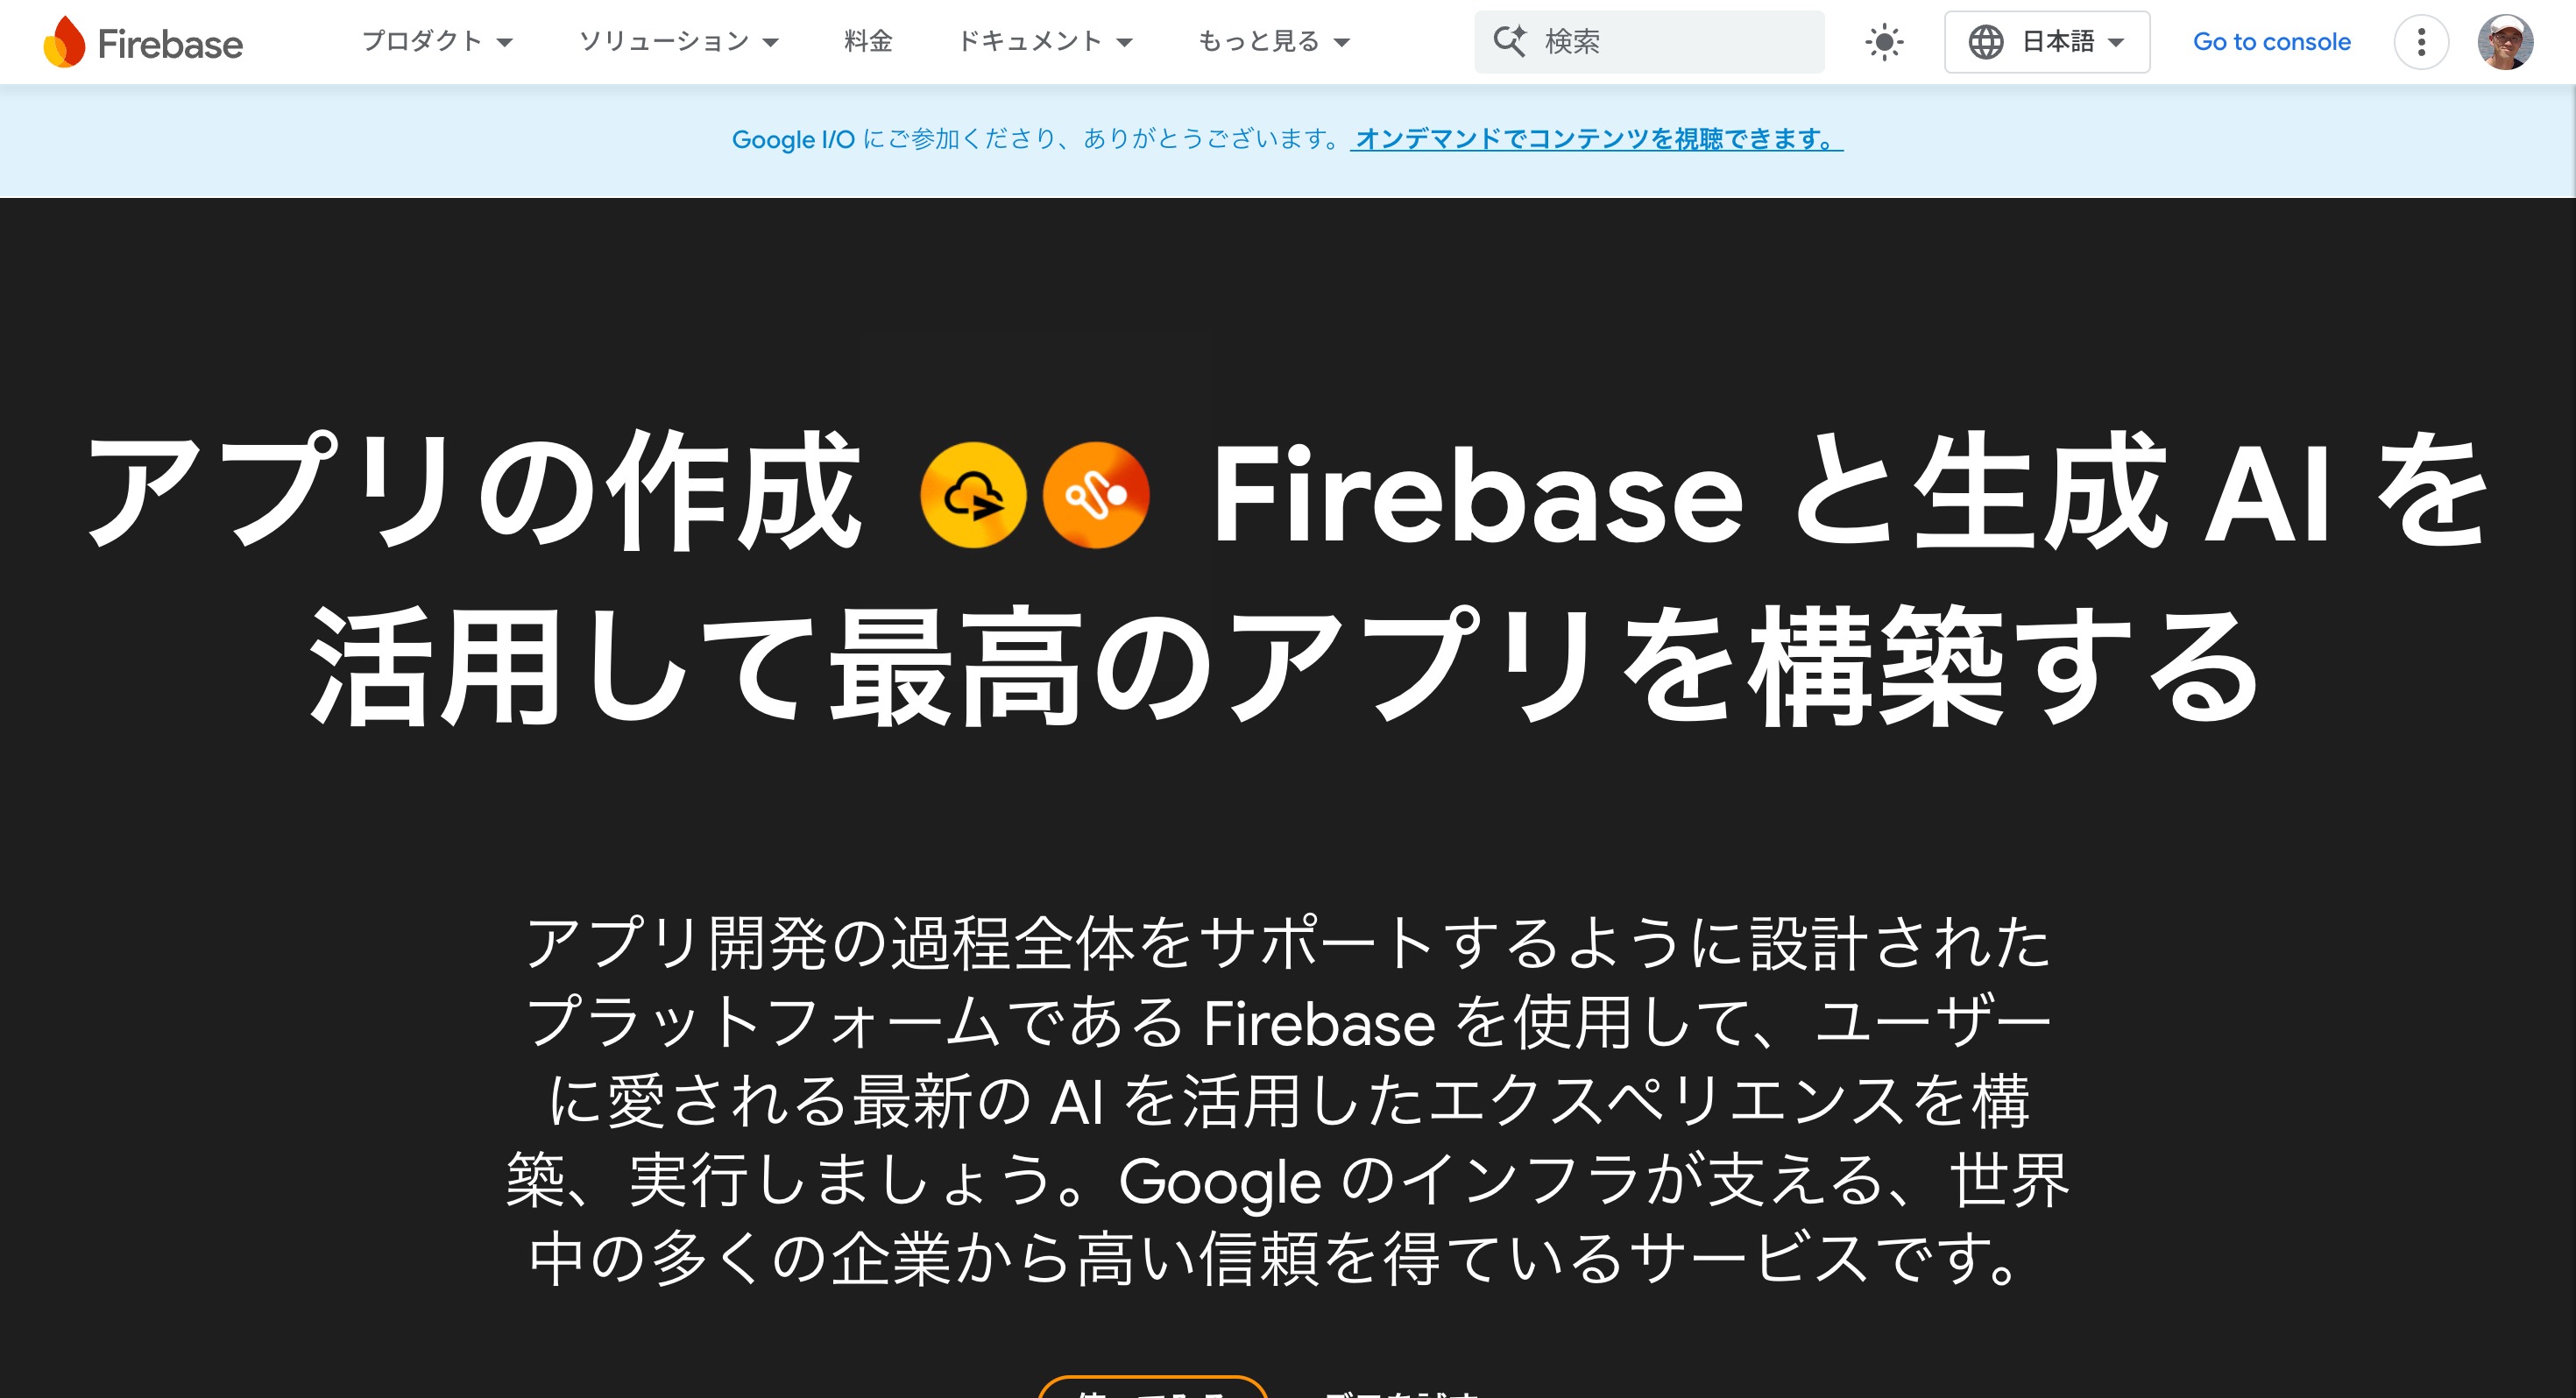 Firebase
プロダクト
ソリューション
料金
ドキュメント
もっと見る
検索
日本語
Go to console
Google I/O にご参加くださり、ありがとうございます。 オンデマンドでコンテンツを視聴できます。
アプリの作成 Firebase と生成 AI を
活用して最高のアプリを構築する
アプリ開発の過程全体をサポートするように設計された
プラットフォームである Firebase を使用して、ユーザー
に愛される最新の AI を活用したエクスペリエンスを構
築、実行しましょう。Google のインフラが支える、世界
中の多くの企業から高い信頼を得ているサービスです。